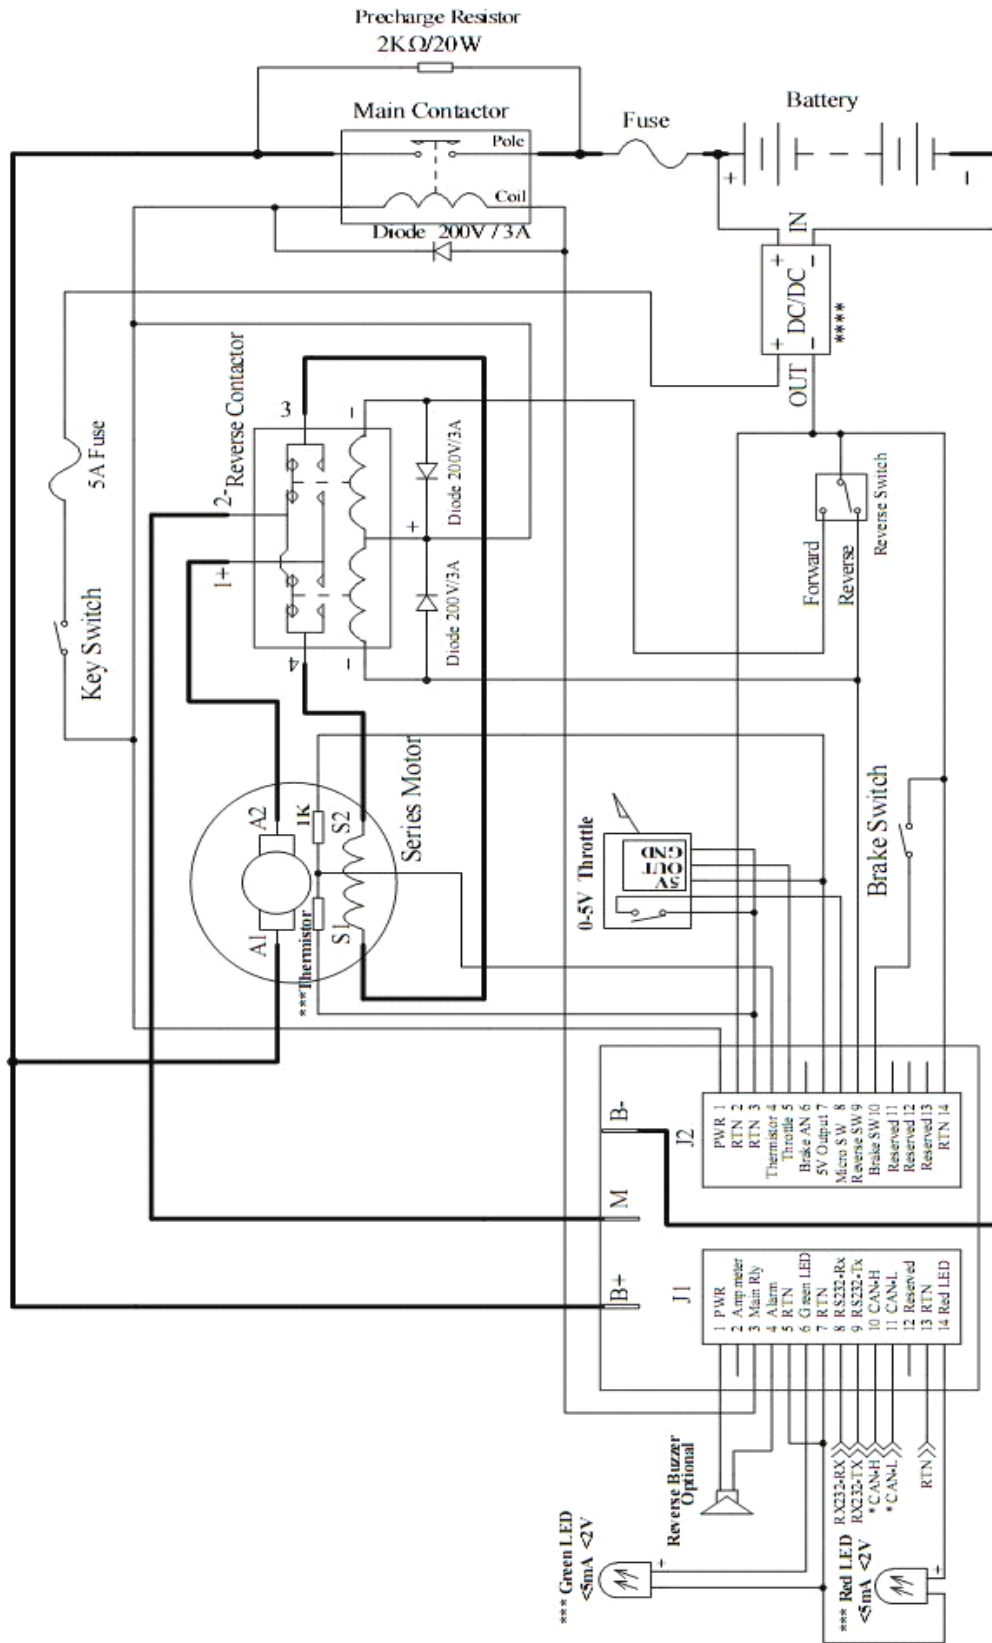 Precharge Resistor
2KΩ/20W
Main Contactor
Pole
Coil
Diode 200V / 3A
Fuse
Battery
+
−
IN
+ −
DC/DC
+ −
OUT
****
5A Fuse
Key Switch
Reverse Contactor
2-
1+
3
4
−
+
−
Diode 200V/3A
Diode 200V/3A
Forward
Reverse
Reverse Switch
Brake Switch
Series Motor
A2
A1
1K
***Thermistor
S2
S1
0-5V Throttle
GND
OUT
5V
B-
M
B+
J2
PWR 1
RTN 2
RTN 3
Thermistor 4
Throttle 5
Brake AN 6
5V Output 7
Micro SW 8
Reverse SW 9
Brake SW 10
Reserved 11
Reserved 12
Reserved 13
RTN 14
J1
1 PWR
2 Ampmeter
3 Main Rly
4 Alarm
5 RTN
6 Green LED
7 RTN
8 RS232-Rx
9 RS232-Tx
10 CAN-H
11 CAN-L
12 Reserved
13 RTN
14 Red LED
Reverse Buzzer
Optional
RX232-RX
RX232-TX
*CAN-H
*CAN-L
RTN
*** Green LED
<5mA <2V
+
*** Red LED
<5mA <2V
+